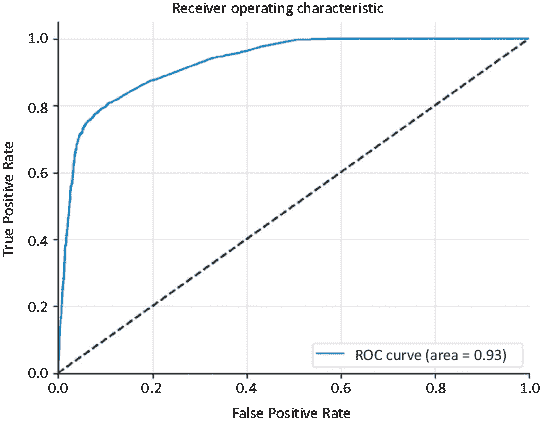 Receiver operating characteristic
True Positive Rate
1.0
0.8
0.6
0.4
0.2
0.0
ROC curve (area = 0.93)
0.0 0.2 0.4 0.6 0.8 1.0
False Positive Rate